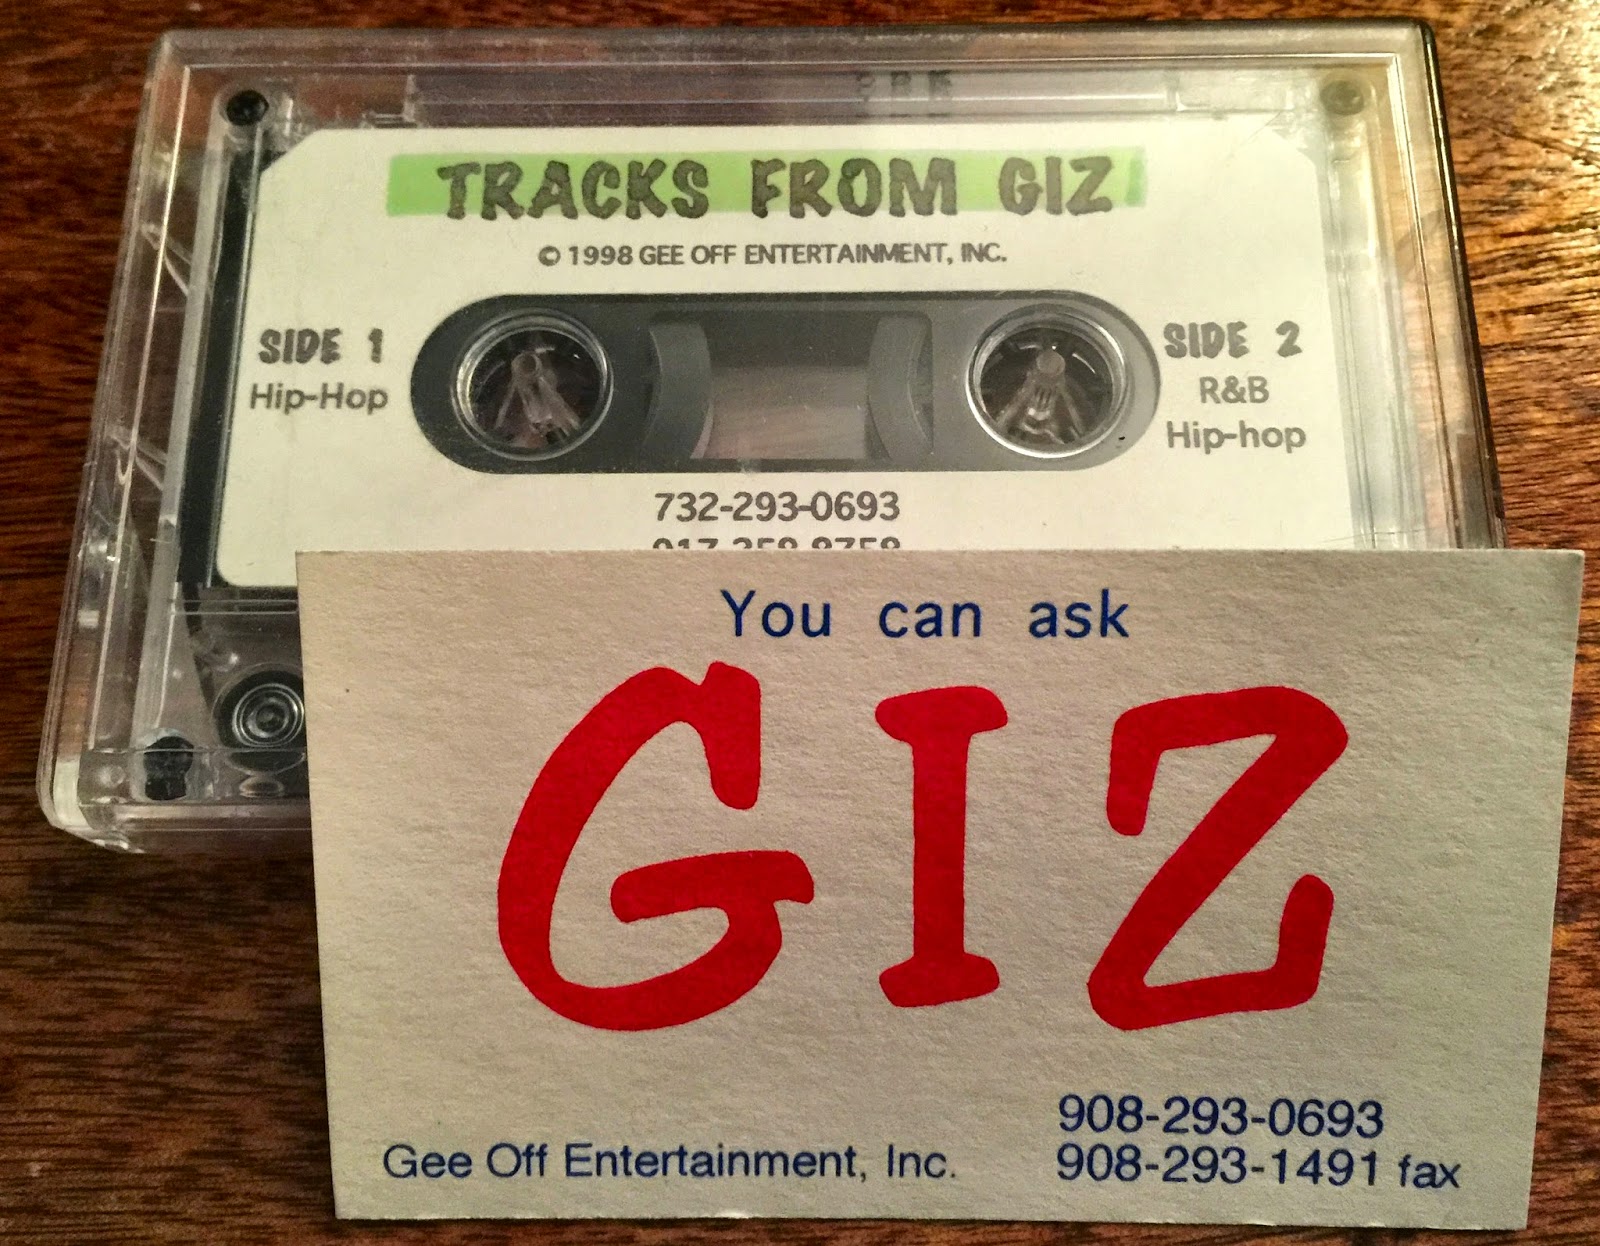 TRACKS FROM GIZ
© 1998 GEE OFF ENTERTAINMENT, INC.
SIDE 1
Hip-Hop
SIDE 2
R&B
Hip-hop
732-293-0693
You can ask
GIZ
Gee Off Entertainment, Inc.
908-293-0693
908-293-1491 fax